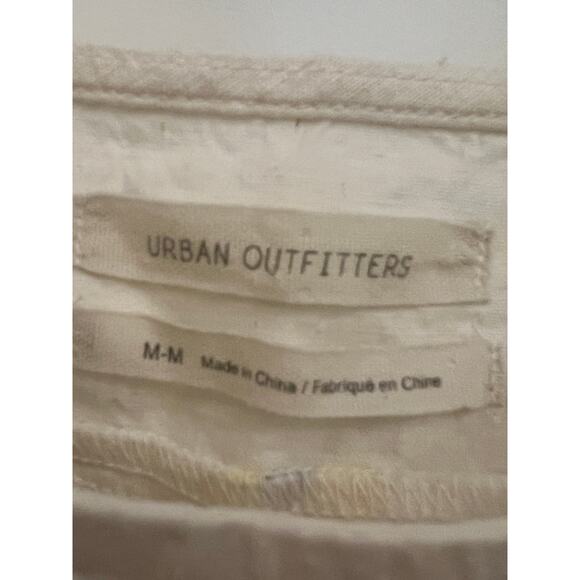 URBAN OUTFITTERS
M-M Made in China / Fabriqué en Chine